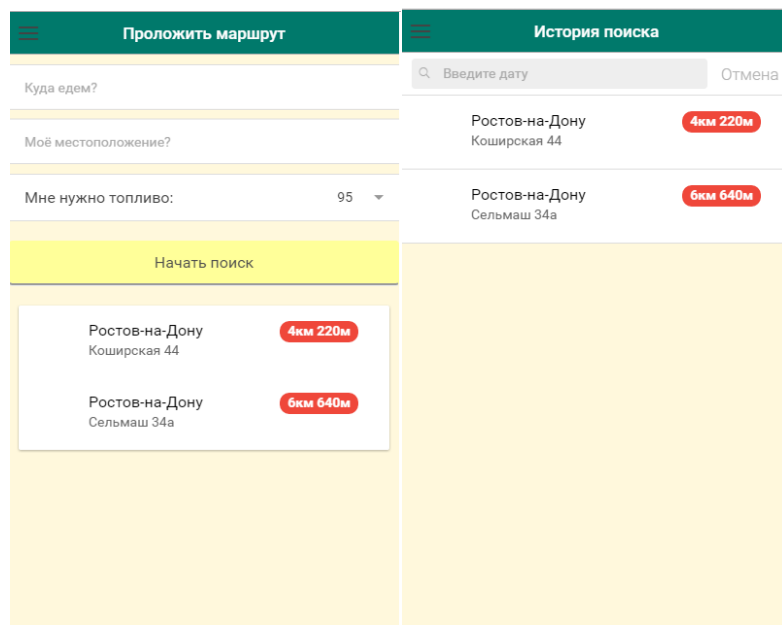 Проложить маршрут
Куда едем?
Моё местоположение?
Мне нужно топливо: 95
Начать поиск
Ростов-на-Дону 4км 220м
Коширская 44
Ростов-на-Дону 6км 640м
Сельмаш 34а
История поиска
Введите дату Отмена
Ростов-на-Дону 4км 220м
Коширская 44
Ростов-на-Дону 6км 640м
Сельмаш 34а